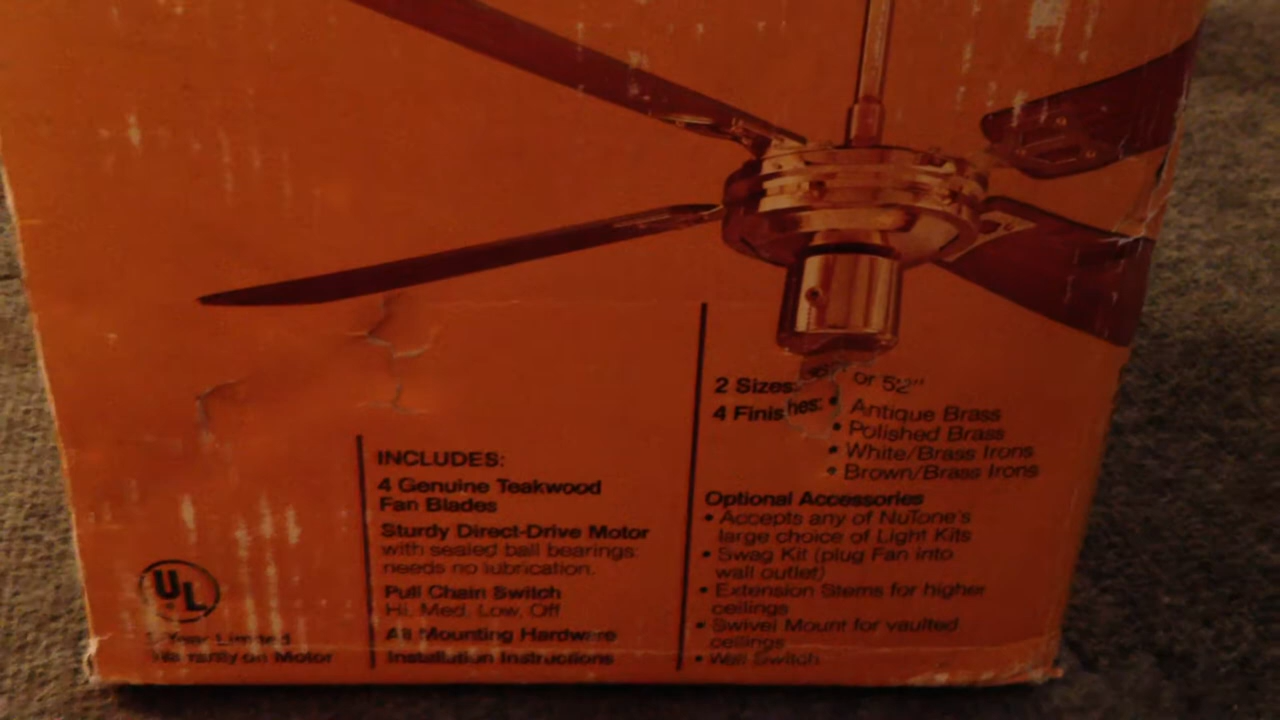 UL
Year Limited
Warranty on Motor
INCLUDES:
4 Genuine Teakwood
Fan Blades
Sturdy Direct-Drive Motor
with sealed ball bearings:
needs no lubrication.
Pull Chain Switch
Hi, Med, Low, Off
All Mounting Hardware
Installation Instructions
2 Sizes: or 52"
4 Finishes: • Antique Brass
• Polished Brass
• White/Brass Irons
• Brown/Brass Irons
Optional Accessories
• Accepts any of NuTone's
large choice of Light Kits
• Swag Kit (plug Fan into
wall outlet)
• Extension Stems for higher
ceilings
• Swivel Mount for vaulted
ceilings
• Wall Switch